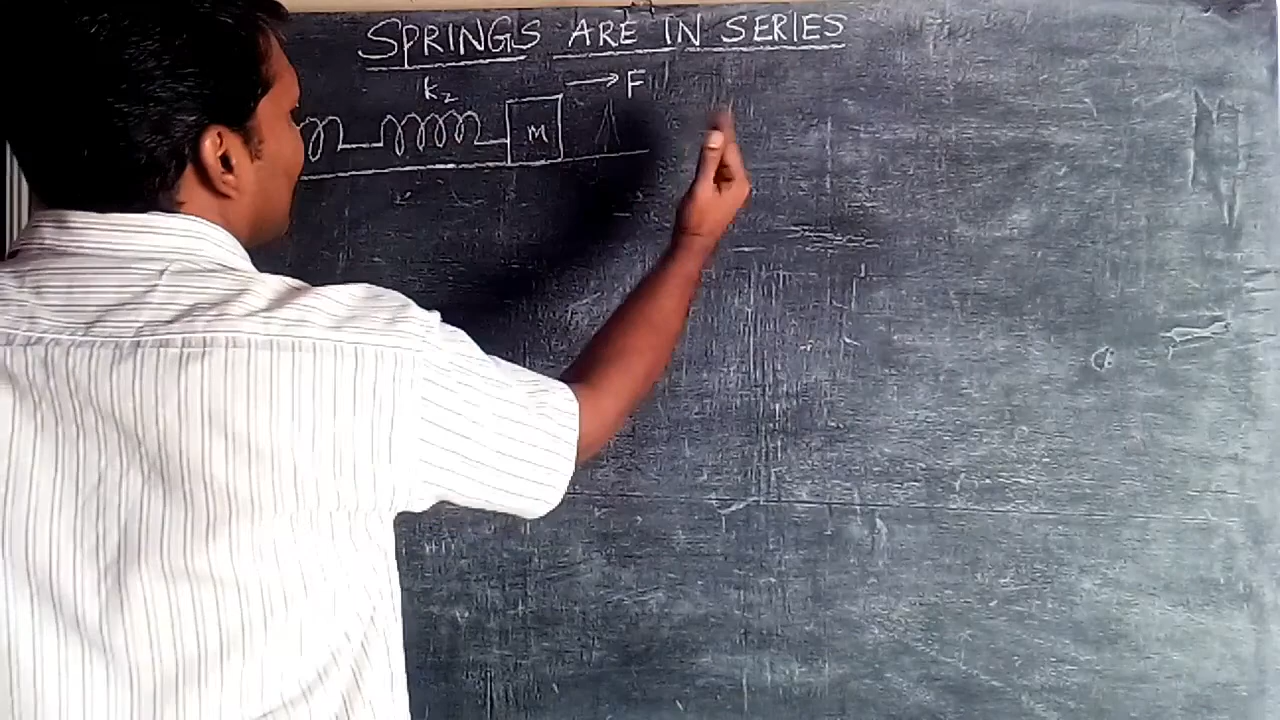 SPRINGS ARE IN SERIES
K2 → F
M